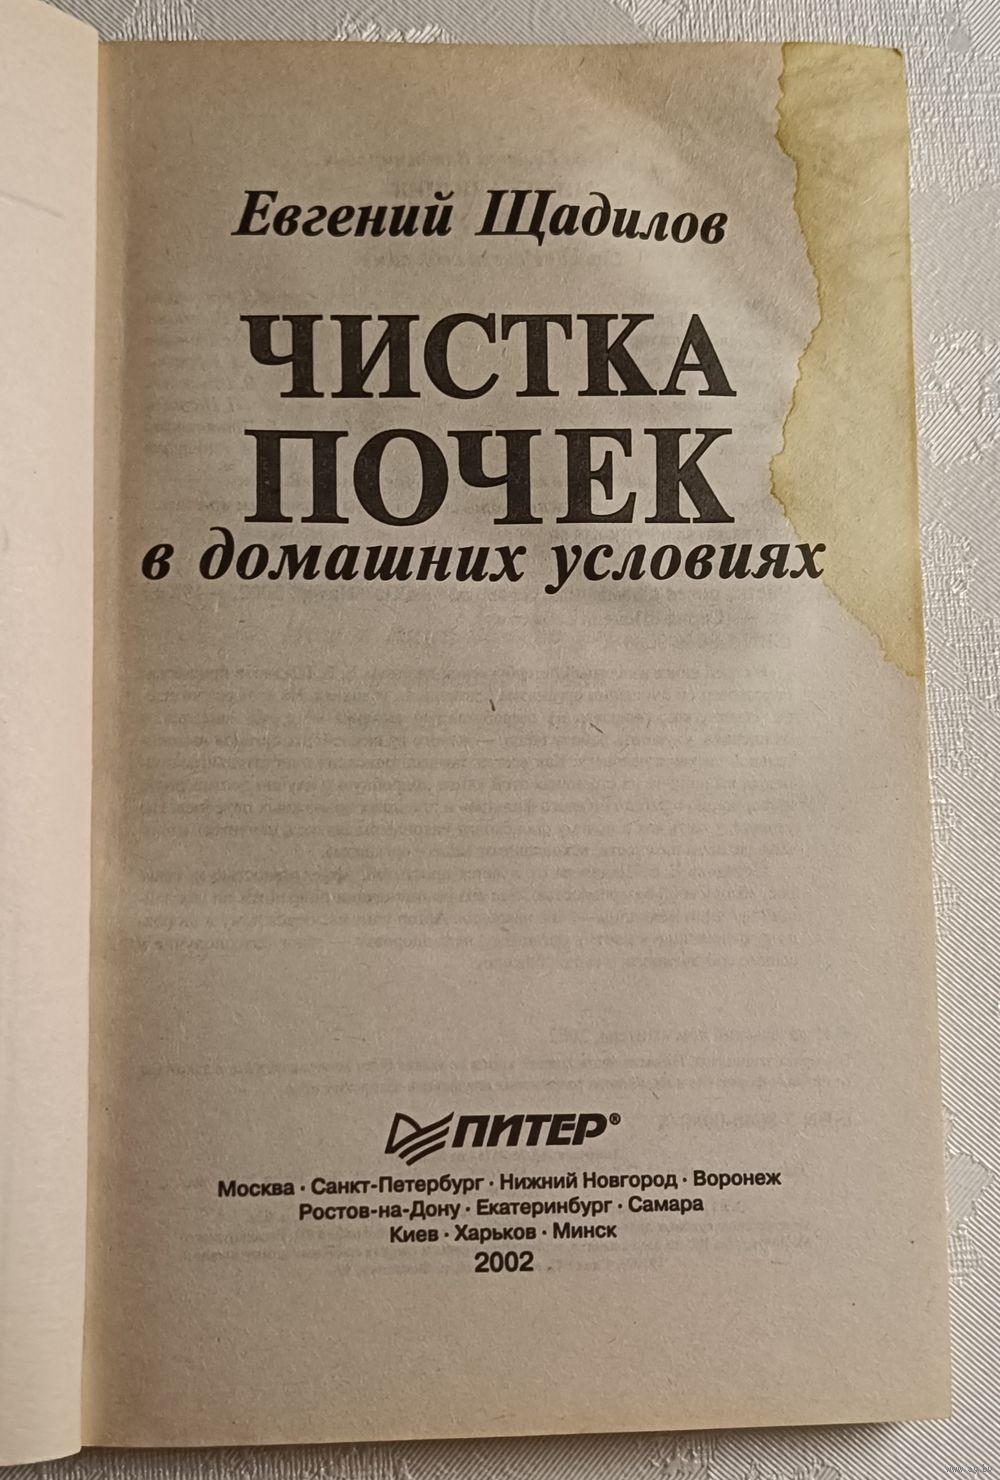 Евгений Щадилов
ЧИСТКА
ПОЧЕК
в домашних условиях
ПИТЕР®
Москва · Санкт-Петербург · Нижний Новгород · Воронеж
Ростов-на-Дону · Екатеринбург · Самара
Киев · Харьков · Минск
2002